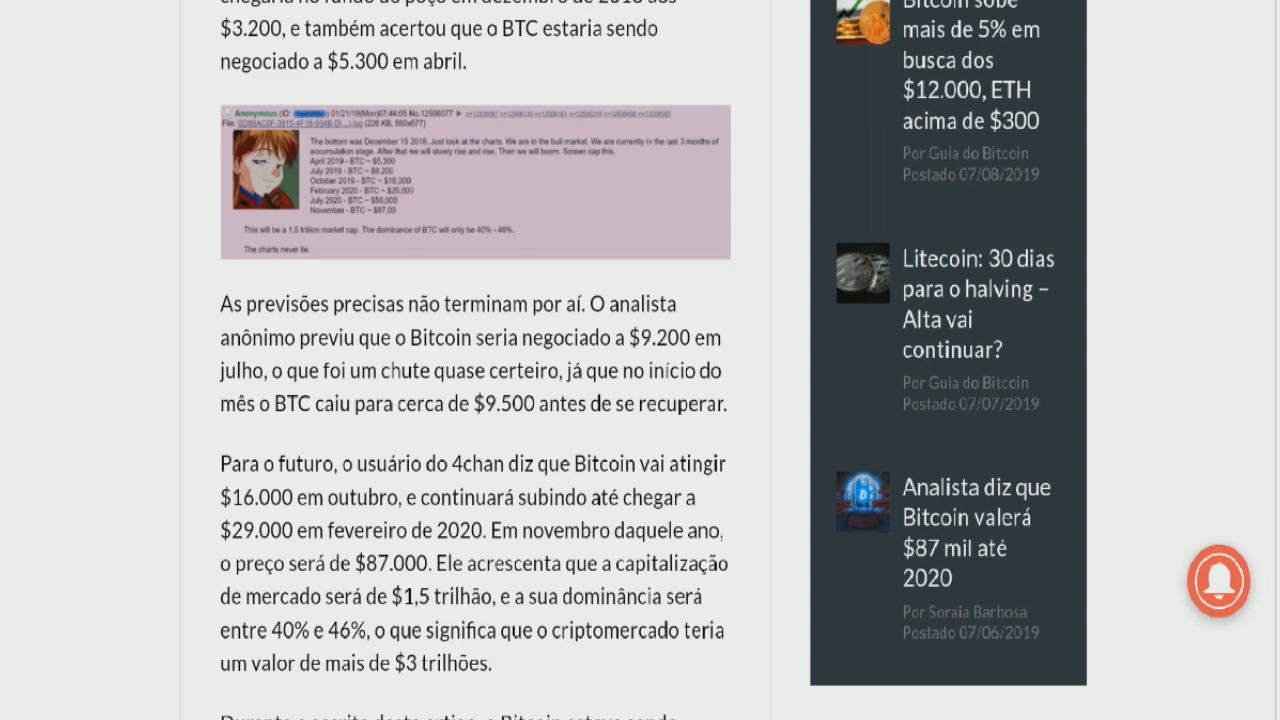 $3.200, e também acertou que o BTC estaria sendo
negociado a $5.300 em abril.
Anonymous (ID: 01/21/19(Mon)07:44:05 No.12506077
The bottom was December 15 2018. Just look at the charts. We are in the bull market. We are currently in the last 3 months of
accumulation stage. After that we will slowly rise and rise. Then we will boom. Screen cap this.
April 2019 - BTC ~ $5,300
July 2019 - BTC ~ $9,200
October 2019 - BTC ~ $16,000
February 2020 - BTC ~ $29,000
July 2020 - BTC ~ $56,000
November - BTC ~ $87,00
This will be a 1.5 trillion market cap. The dominance of BTC will only be 40% - 46%.
The charts never lie.
As previsões precisas não terminam por aí. O analista
anônimo previu que o Bitcoin seria negociado a $9.200 em
julho, o que foi um chute quase certeiro, já que no início do
mês o BTC caiu para cerca de $9.500 antes de se recuperar.
Para o futuro, o usuário do 4chan diz que Bitcoin vai atingir
$16.000 em outubro, e continuará subindo até chegar a
$29.000 em fevereiro de 2020. Em novembro daquele ano,
o preço será de $87.000. Ele acrescenta que a capitalização
de mercado será de $1,5 trilhão, e a sua dominância será
entre 40% e 46%, o que significa que o criptomercado teria
um valor de mais de $3 trilhões.
Bitcoin sobe
mais de 5% em
busca dos
$12.000, ETH
acima de $300
Por Guia do Bitcoin
Postado 07/08/2019
Litecoin: 30 dias
para o halving –
Alta vai
continuar?
Por Guia do Bitcoin
Postado 07/07/2019
Analista diz que
Bitcoin valerá
$87 mil até
2020
Por Soraia Barbosa
Postado 07/06/2019